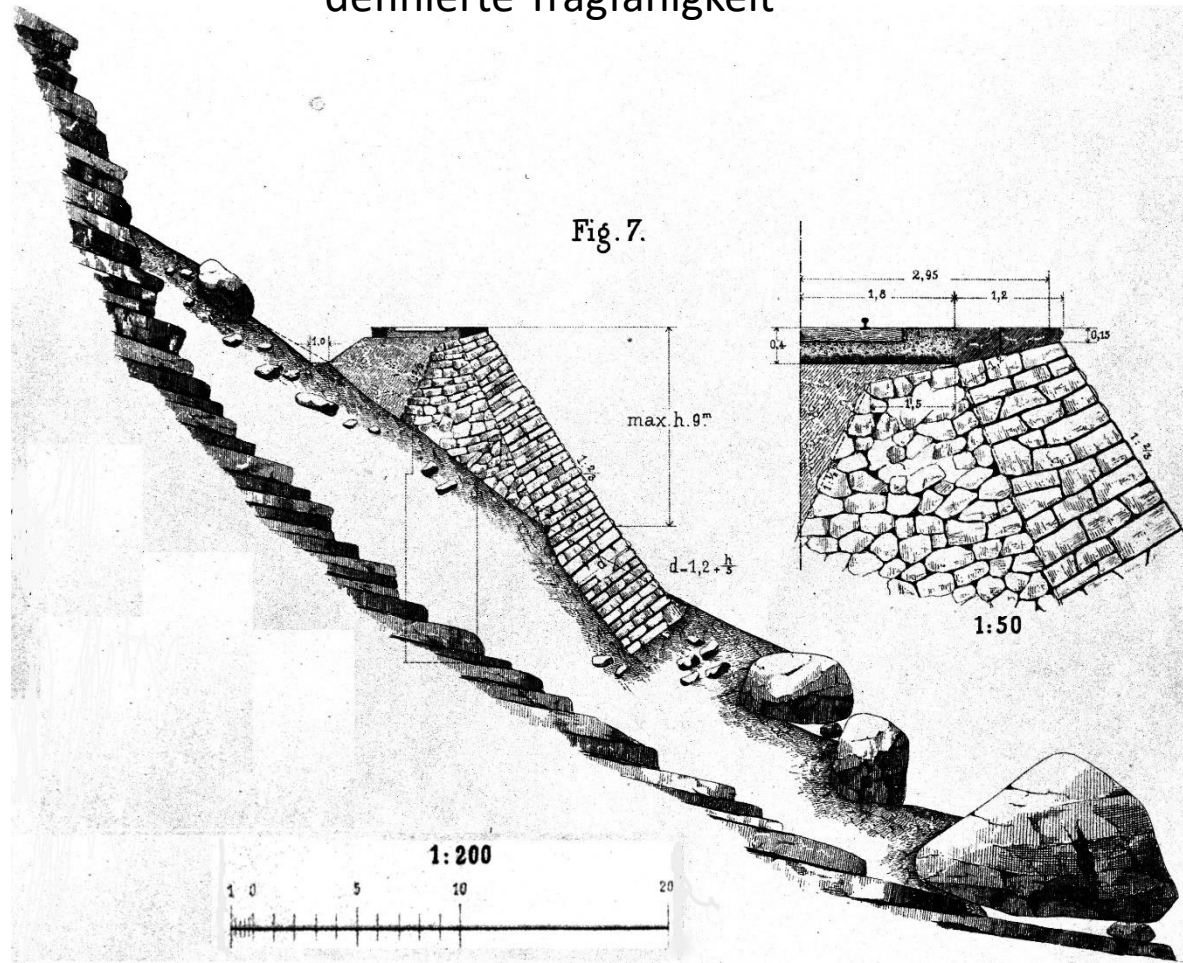 definierte Tragfähigkeit
Fig. 7.
2,95
1,8 1,2
0,4
0,15
1,5
1:50
1,0
max. h. 9m
d=1,2+h/5
1:200
1 0 5 10 20